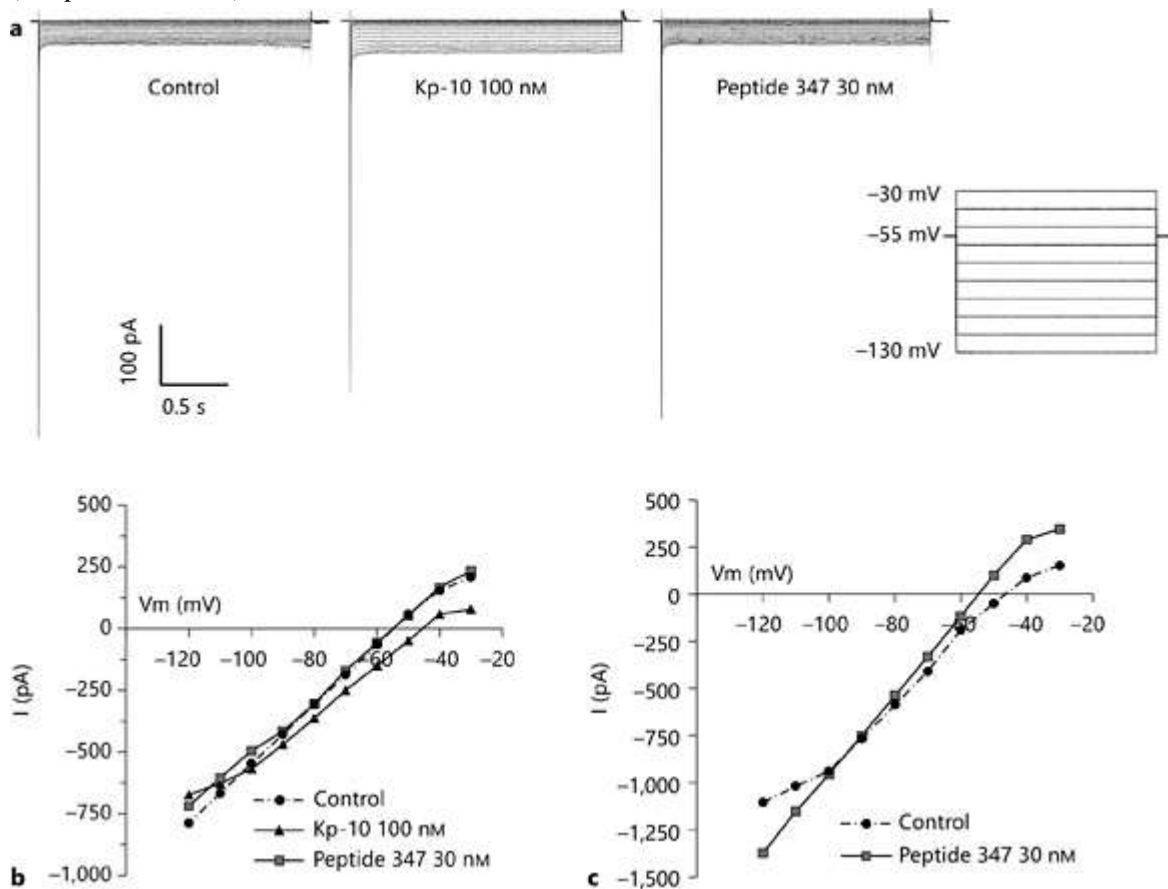 a
Control
Kp-10 100 nM
Peptide 347 30 nM
-30 mV
-55 mV
-130 mV
100 pA
0.5 s
500
250
0
-250
-500
-750
-1,000
I (pA)
Vm (mV)
-120 -100 -80 -60 -40 -20
Control
Kp-10 100 nM
Peptide 347 30 nM
b
500
250
0
-250
-500
-750
-1,000
-1,250
-1,500
I (pA)
Vm (mV)
-120 -100 -80 -60 -40 -20
Control
Peptide 347 30 nM
c